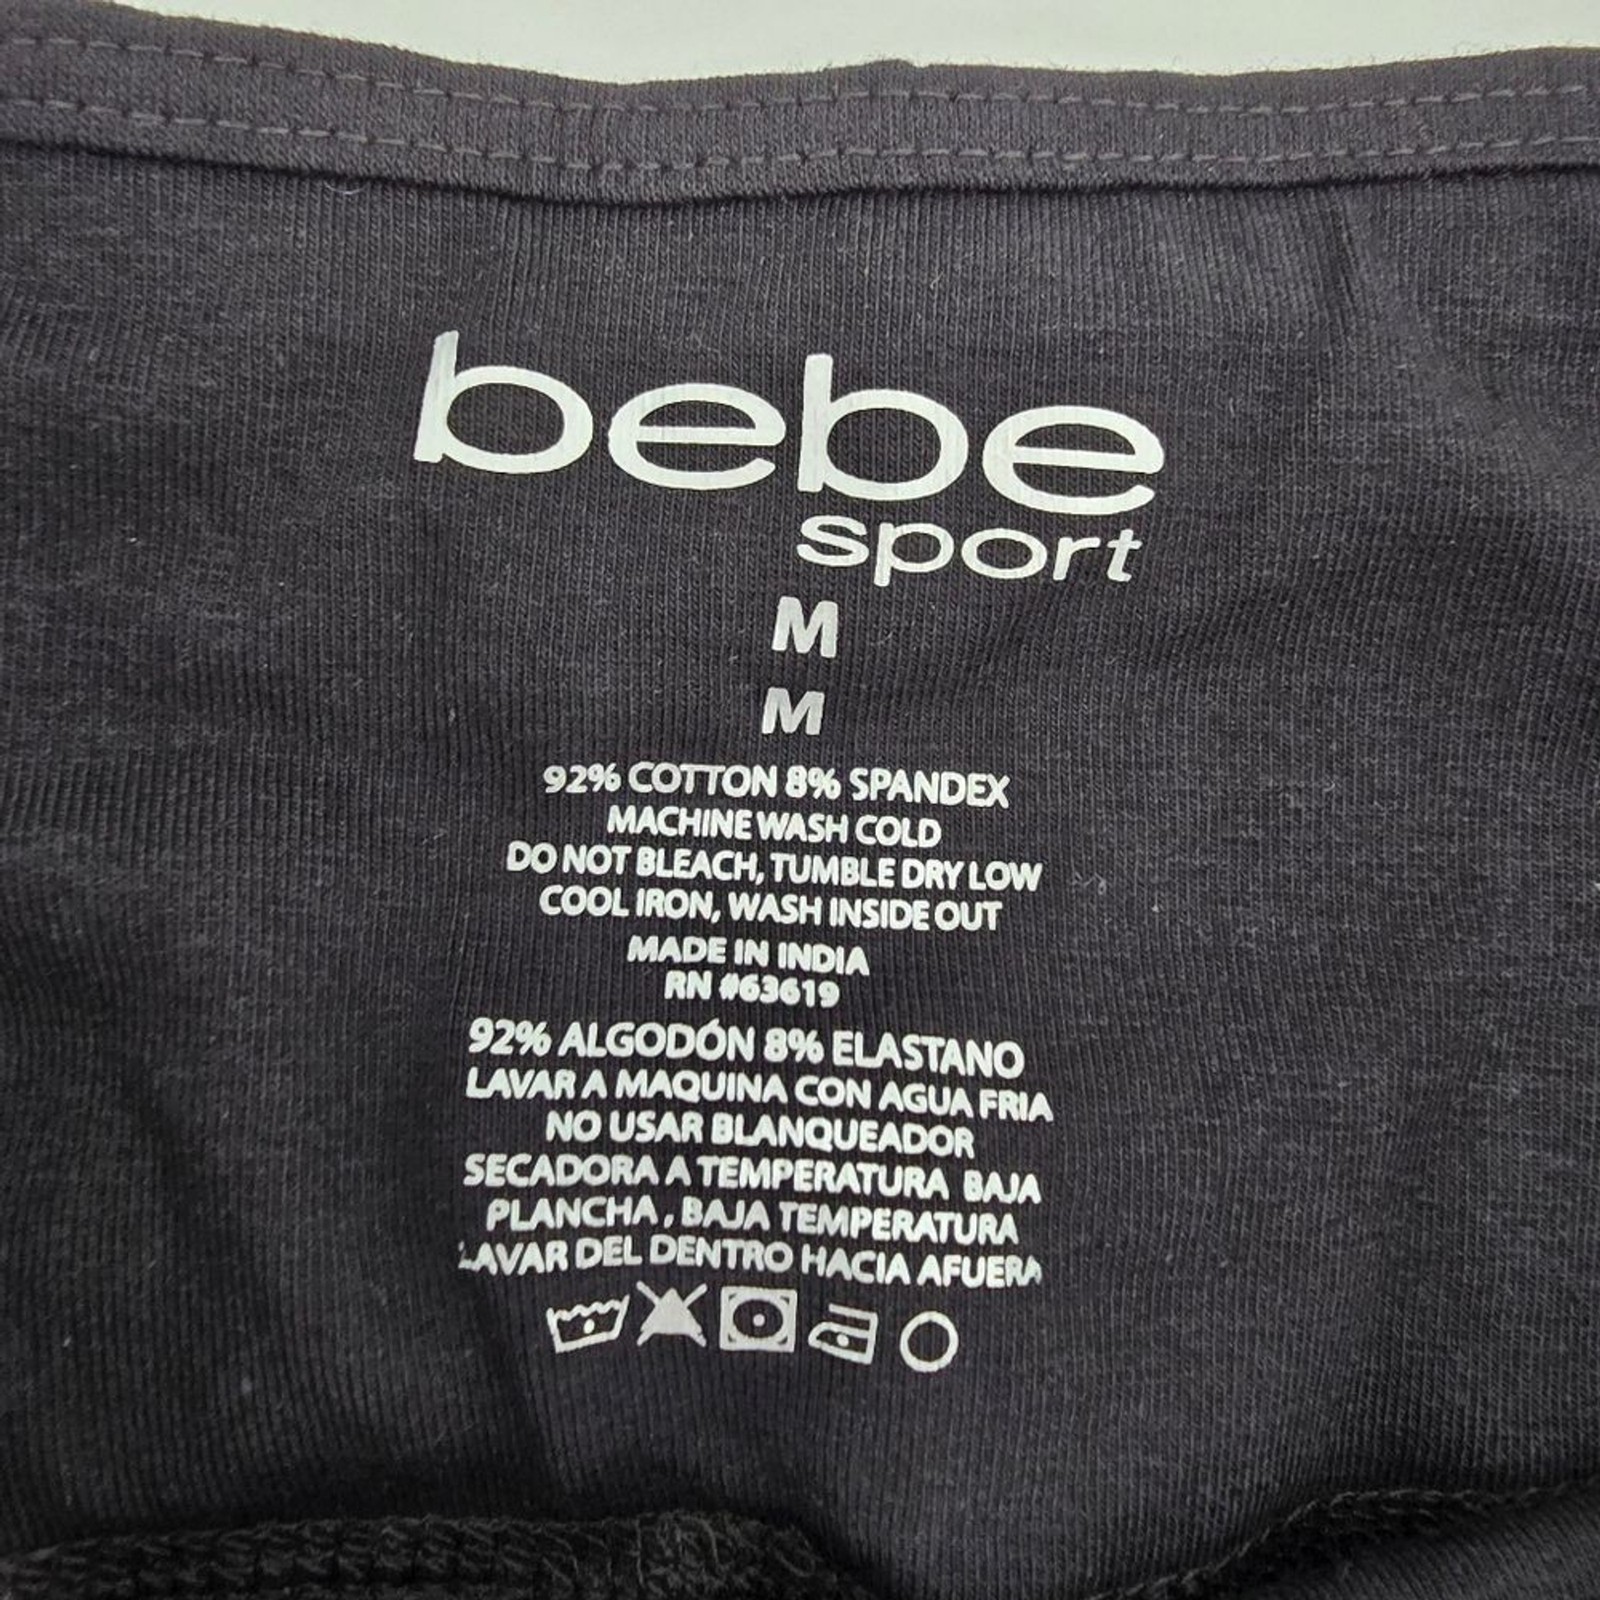 bebe
sport
M
M
92% COTTON 8% SPANDEX
MACHINE WASH COLD
DO NOT BLEACH, TUMBLE DRY LOW
COOL IRON, WASH INSIDE OUT
MADE IN INDIA
RN #63619
92% ALGODÓN 8% ELASTANO
LAVAR A MAQUINA CON AGUA FRIA
NO USAR BLANQUEADOR
SECADORA A TEMPERATURA BAJA
PLANCHA, BAJA TEMPERATURA
LAVAR DEL DENTRO HACIA AFUERA